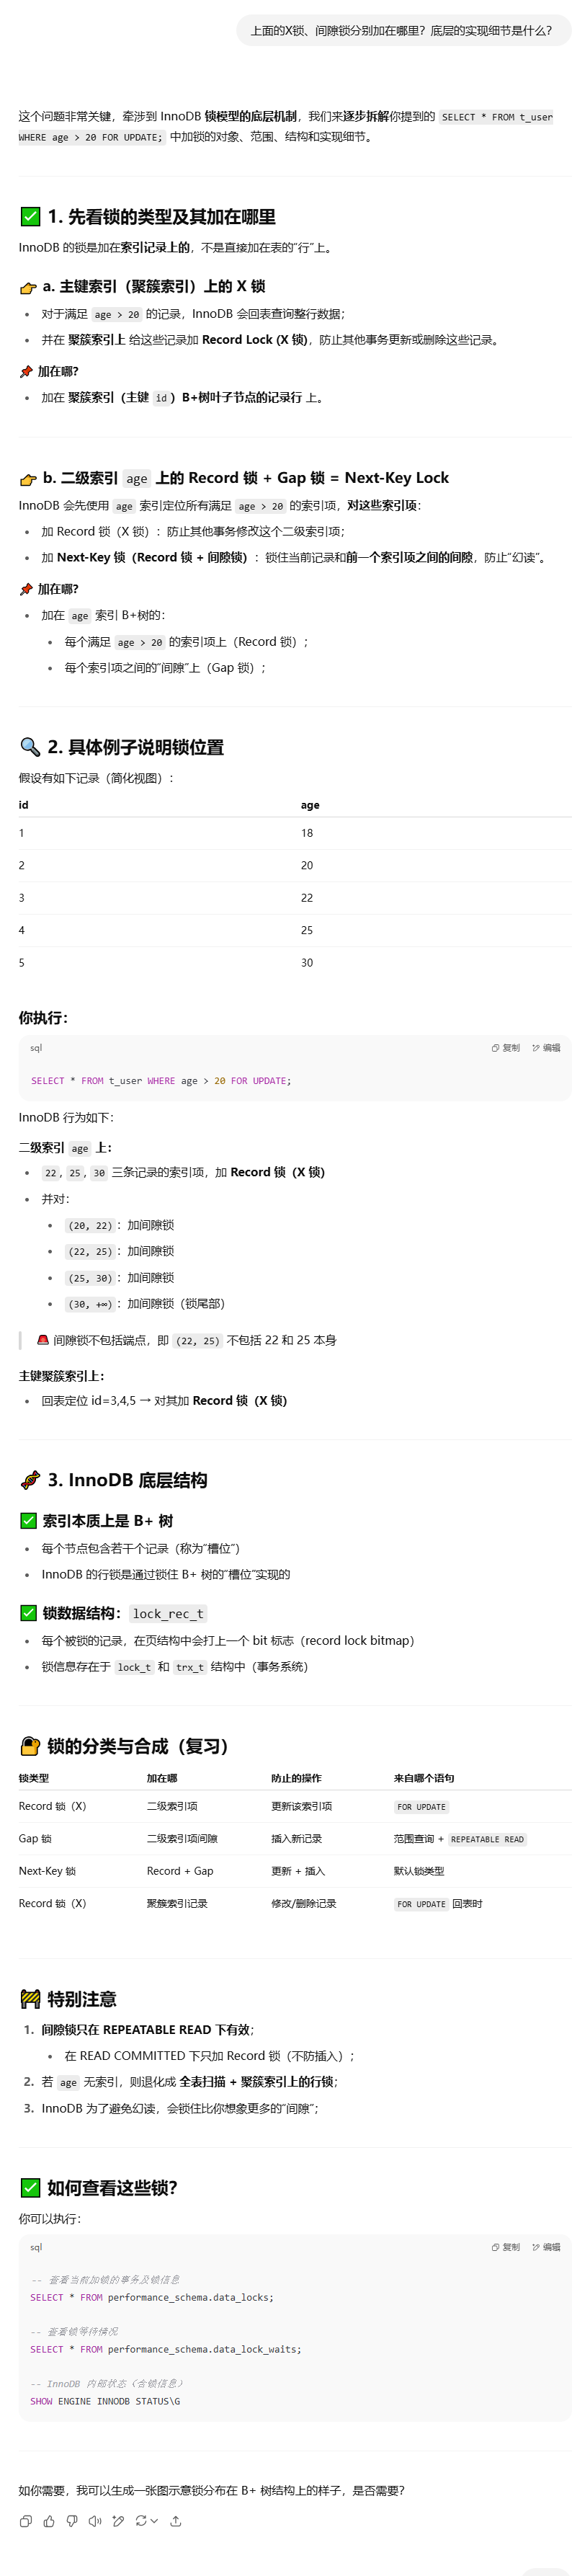 上面的X锁、间隙锁分别加在哪里？底层的实现细节是什么？
这个问题非常关键，牵涉到 InnoDB 锁模型的底层机制，我们来逐步拆解你提到的 SELECT * FROM t_user
WHERE age > 20 FOR UPDATE; 中加锁的对象、范围、结构和实现细节。
✅ 1. 先看锁的类型及其加在哪里
InnoDB 的锁是加在索引记录上的，不是直接加在表的“行”上。
👉 a. 主键索引（聚簇索引）上的 X 锁
• 对于满足 age > 20 的记录，InnoDB 会回表查询整行数据；
• 并在 聚簇索引上 给这些记录加 Record Lock (X 锁)，防止其他事务更新或删除这些记录。
📌 加在哪？
• 加在 聚簇索引（主键 id）B+树叶子节点的记录行 上。
👉 b. 二级索引 age 上的 Record 锁 + Gap 锁 = Next-Key Lock
InnoDB 会先使用 age 索引定位所有满足 age > 20 的索引项，对这些索引项：
• 加 Record 锁（X 锁）：防止其他事务修改这个二级索引项；
• 加 Next-Key 锁（Record 锁 + 间隙锁）：锁住当前记录和前一个索引项之间的间隙，防止“幻读”。
📌 加在哪？
• 加在 age 索引 B+树的：
• 每个满足 age > 20 的索引项上（Record 锁）；
• 每个索引项之间的“间隙”上（Gap 锁）；
🔍 2. 具体例子说明锁位置
假设有如下记录（简化视图）：
id age
1 18
2 20
3 22
4 25
5 30
你执行：
sql 复制 编辑
SELECT * FROM t_user WHERE age > 20 FOR UPDATE;
InnoDB 行为如下：
二级索引 age 上：
• 22, 25, 30 三条记录的索引项，加 Record 锁（X 锁）
• 并对：
• (20, 22)：加间隙锁
• (22, 25)：加间隙锁
• (25, 30)：加间隙锁
• (30, +∞)：加间隙锁（锁尾部）
🚨 间隙锁不包括端点，即 (22, 25) 不包括 22 和 25 本身
主键聚簇索引上：
• 回表定位 id=3,4,5 → 对其加 Record 锁（X 锁）
🧬 3. InnoDB 底层结构
✅ 索引本质上是 B+ 树
• 每个节点包含若干个记录（称为“槽位”）
• InnoDB 的行锁是通过锁住 B+ 树的“槽位”实现的
✅ 锁数据结构：lock_rec_t
• 每个被锁的记录，在页结构中会打上一个 bit 标志（record lock bitmap）
• 锁信息存在于 lock_t 和 trx_t 结构中（事务系统）
🔐 锁的分类与合成（复习）
锁类型 加在哪 防止的操作 来自哪个语句
Record 锁（X） 二级索引项 更新该索引项 FOR UPDATE
Gap 锁 二级索引项间隙 插入新记录 范围查询 + REPEATABLE READ
Next-Key 锁 Record + Gap 更新 + 插入 默认锁类型
Record 锁（X） 聚簇索引记录 修改/删除记录 FOR UPDATE 回表时
🚧 特别注意
1. 间隙锁只在 REPEATABLE READ 下有效；
• 在 READ COMMITTED 下只加 Record 锁（不防插入）；
2. 若 age 无索引，则退化成 全表扫描 + 聚簇索引上的行锁；
3. InnoDB 为了避免幻读，会锁住比你想象更多的“间隙”；
✅ 如何查看这些锁？
你可以执行：
sql 复制 编辑
-- 查看当前加锁的事务及锁信息
SELECT * FROM performance_schema.data_locks;
-- 查看锁等待情况
SELECT * FROM performance_schema.data_lock_waits;
-- InnoDB 内部状态（含锁信息）
SHOW ENGINE INNODB STATUS\G
如你需要，我可以生成一张图示意锁分布在 B+ 树结构上的样子，是否需要？